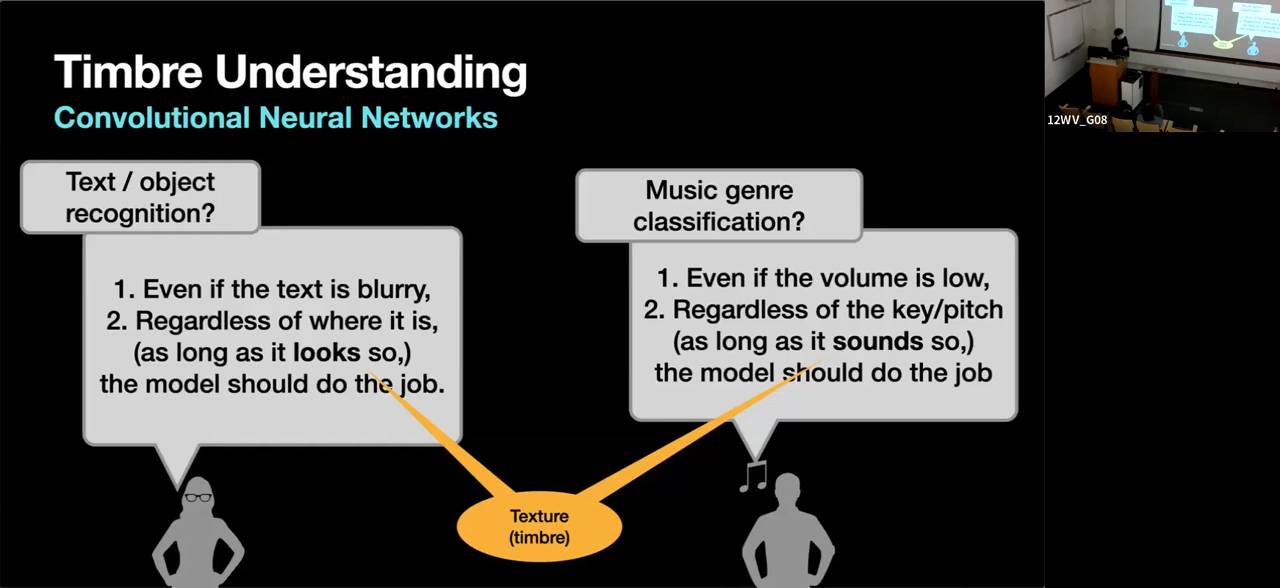 Timbre Understanding
Convolutional Neural Networks
Text / object
recognition?
1. Even if the text is blurry,
2. Regardless of where it is,
(as long as it looks so,)
the model should do the job.
Music genre
classification?
1. Even if the volume is low,
2. Regardless of the key/pitch
(as long as it sounds so,)
the model should do the job
Texture
(timbre)
12WV_G08